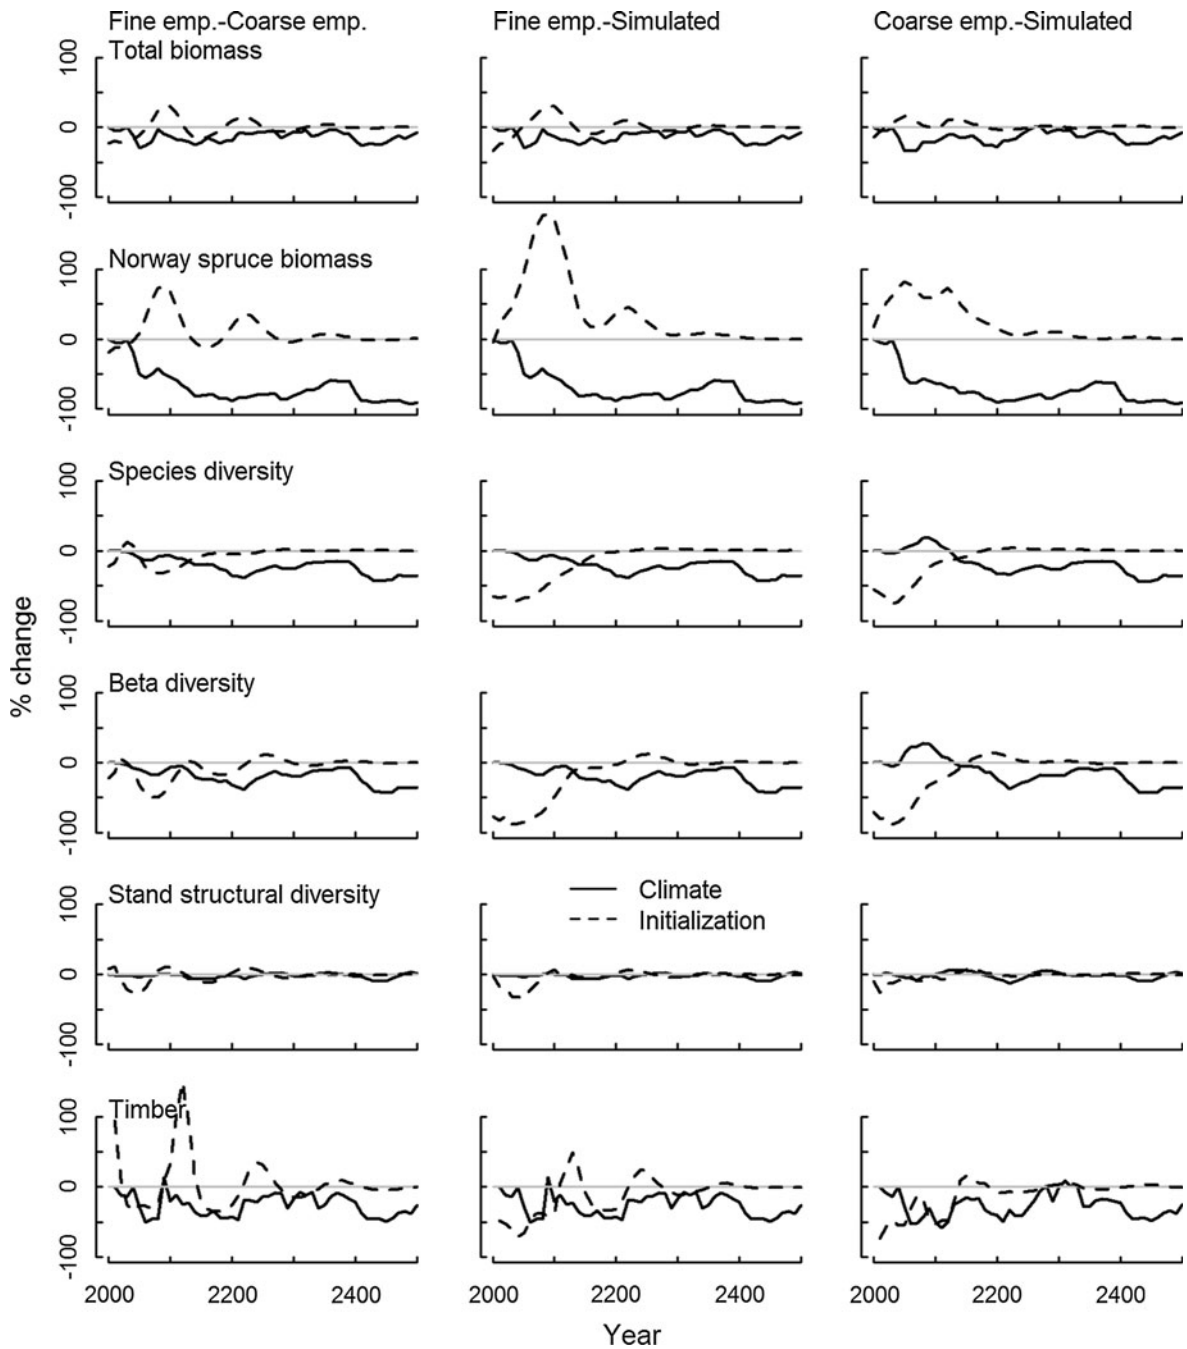 Fine emp.-Coarse emp.
Fine emp.-Simulated
Coarse emp.-Simulated
Total biomass
100
0
-100
Norway spruce biomass
100
0
-100
Species diversity
100
0
-100
% change
Beta diversity
100
0
-100
Stand structural diversity
Climate
Initialization
100
0
-100
Timber
100
0
-100
2000 2200 2400
2000 2200 2400
2000 2200 2400
Year